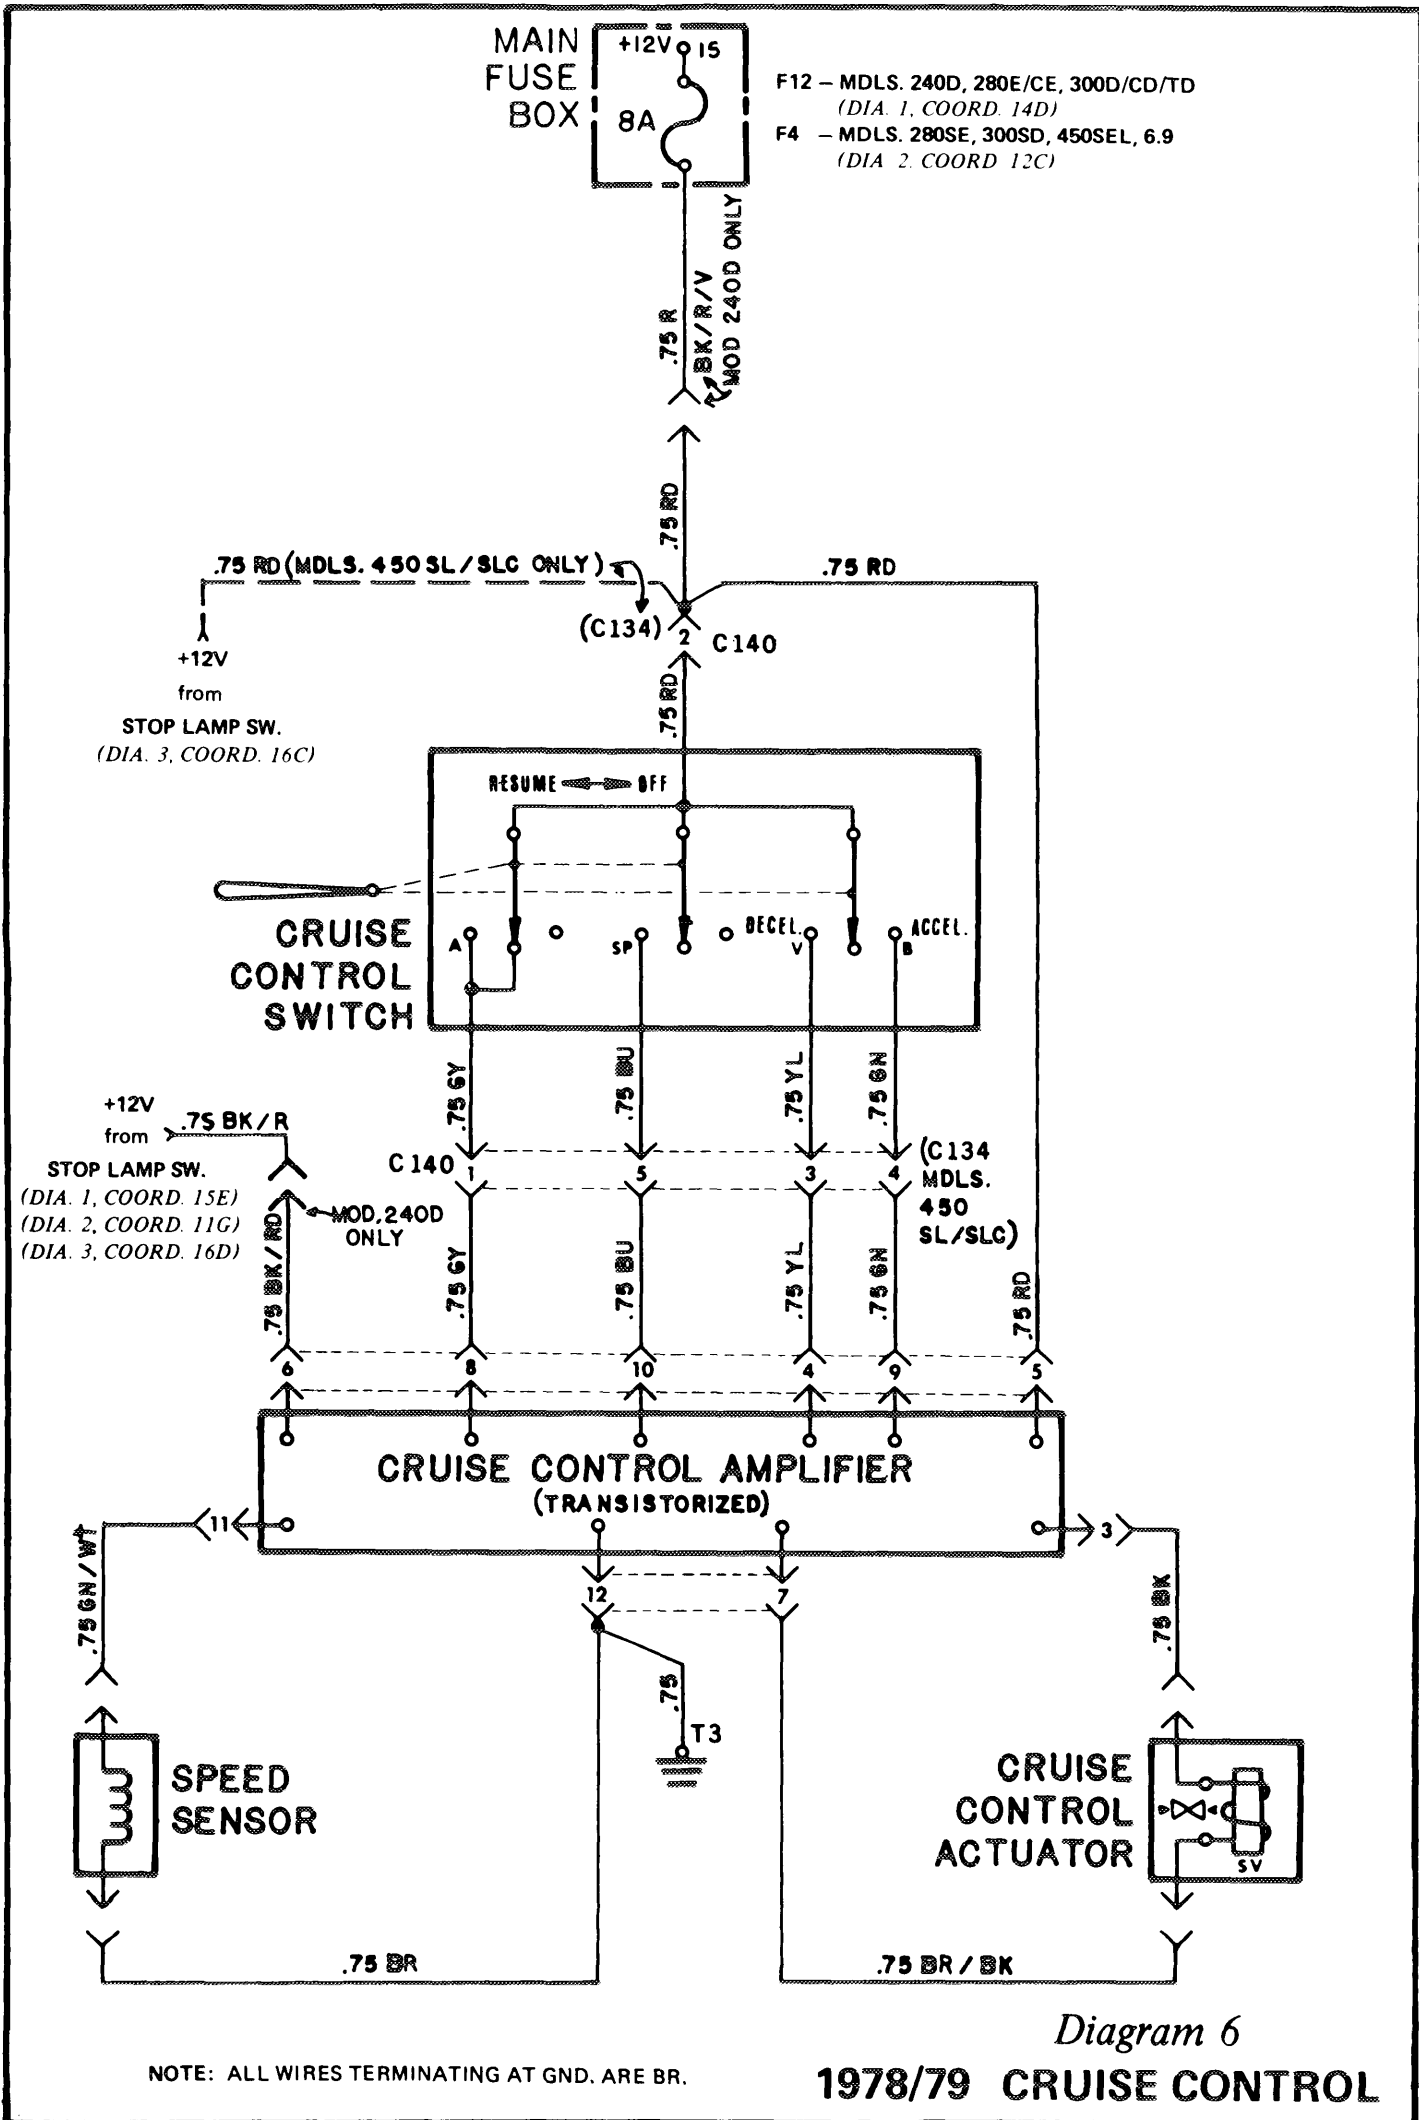 MAIN
FUSE
BOX
+12V 15
8A
F12 – MDLS. 240D, 280E/CE, 300D/CD/TD
(DIA. 1, COORD. 14D)
F4 – MDLS. 280SE, 300SD, 450SEL, 6.9
(DIA 2. COORD 12C)
.75 R
BK/R/V
MOD 240D ONLY
.75 RD
.75 RD (MDLS. 450 SL/SLC ONLY)
.75 RD
(C134) 2 C140
+12V
from
STOP LAMP SW.
(DIA. 3, COORD. 16C)
.75 RD
RESUME OFF
CRUISE
CONTROL
SWITCH
A SP DECEL. V B ACCEL.
.75 GY .75 BU .75 YL .75 GN
+12V
from
.75 BK/R
STOP LAMP SW.
(DIA. 1, COORD. 15E)
(DIA. 2, COORD. 11G)
(DIA. 3, COORD. 16D)
MOD. 240D
ONLY
C140 1 5 3 4
(C134
MDLS.
450
SL/SLC)
.75 BK/RD .75 GY .75 BU .75 YL .75 GN .75 RD
6 8 10 4 9 5
CRUISE CONTROL AMPLIFIER
(TRANSISTORIZED)
11 3
12 7
.75 GN/WT
.75 BK
.75
T3
SPEED
SENSOR
CRUISE
CONTROL
ACTUATOR
SV
.75 BR
.75 BR/BK
Diagram 6
NOTE: ALL WIRES TERMINATING AT GND. ARE BR.
1978/79 CRUISE CONTROL